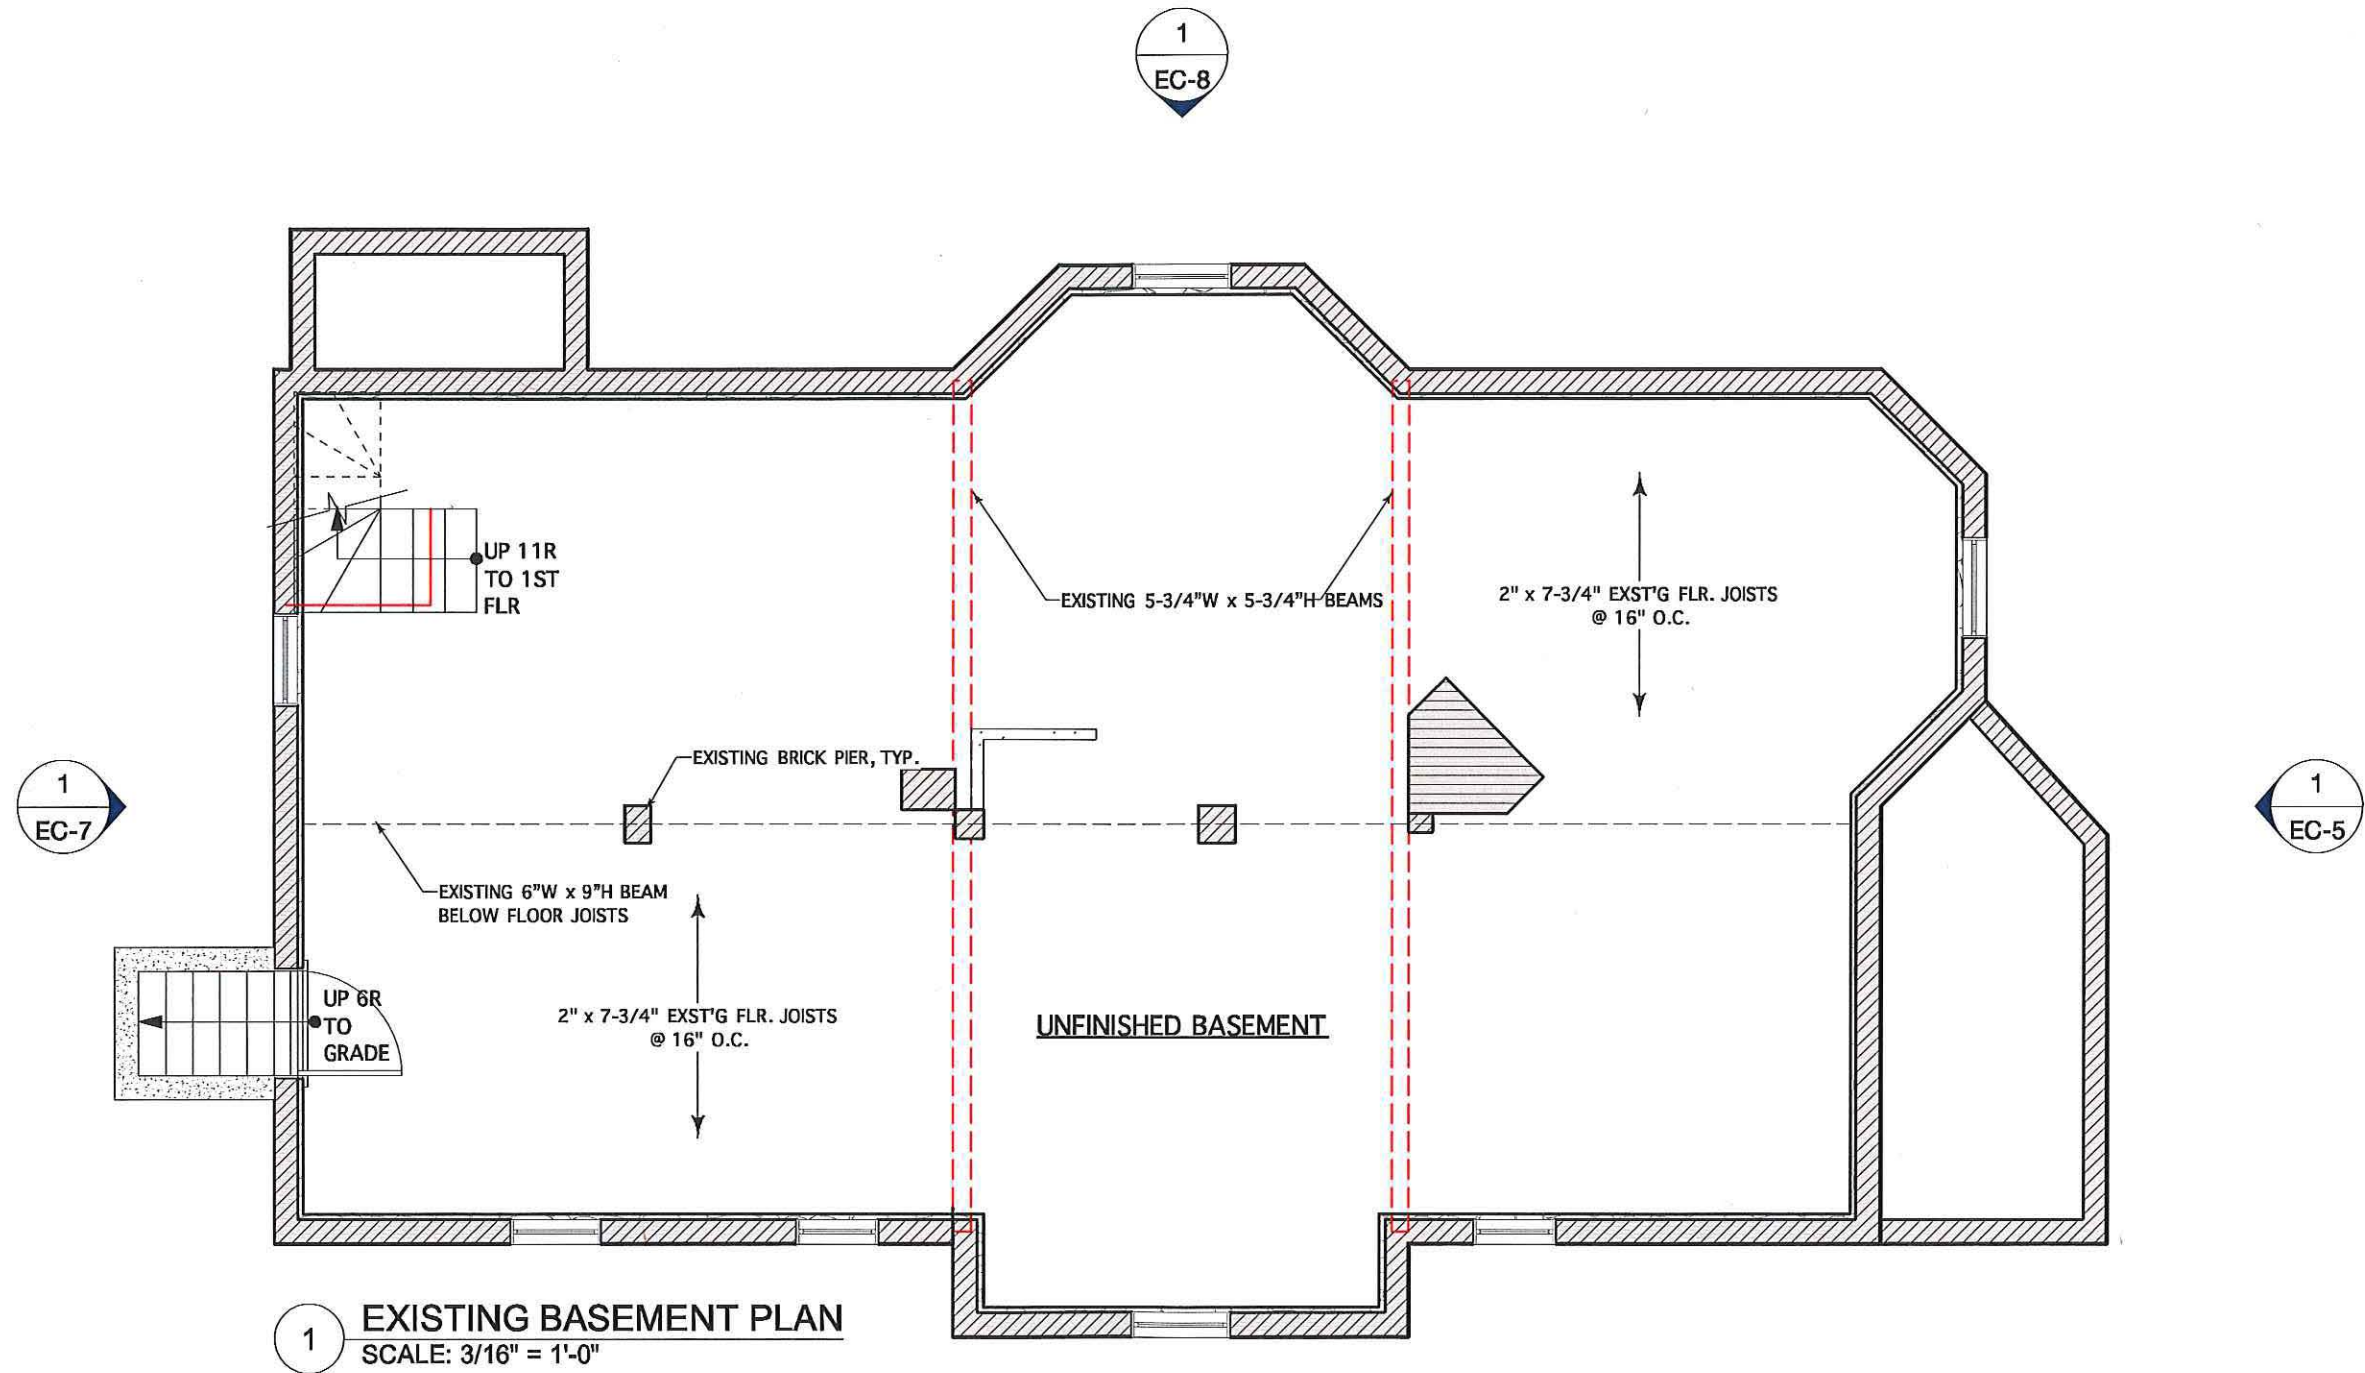 1
EC-8
UP 11R
TO 1ST
FLR
EXISTING 5-3/4"W x 5-3/4"H BEAMS
2" x 7-3/4" EXST'G FLR. JOISTS
@ 16" O.C.
EXISTING BRICK PIER, TYP.
1
EC-7
1
EC-5
EXISTING 6"W x 9"H BEAM
BELOW FLOOR JOISTS
UP 6R
TO
GRADE
2" x 7-3/4" EXST'G FLR. JOISTS
@ 16" O.C.
UNFINISHED BASEMENT
1
EXISTING BASEMENT PLAN
SCALE: 3/16" = 1'-0"